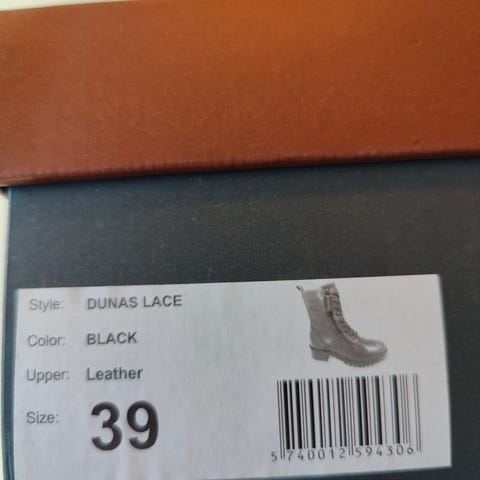 Style: DUNAS LACE
Color: BLACK
Upper: Leather
Size: 39
5 740012 594306